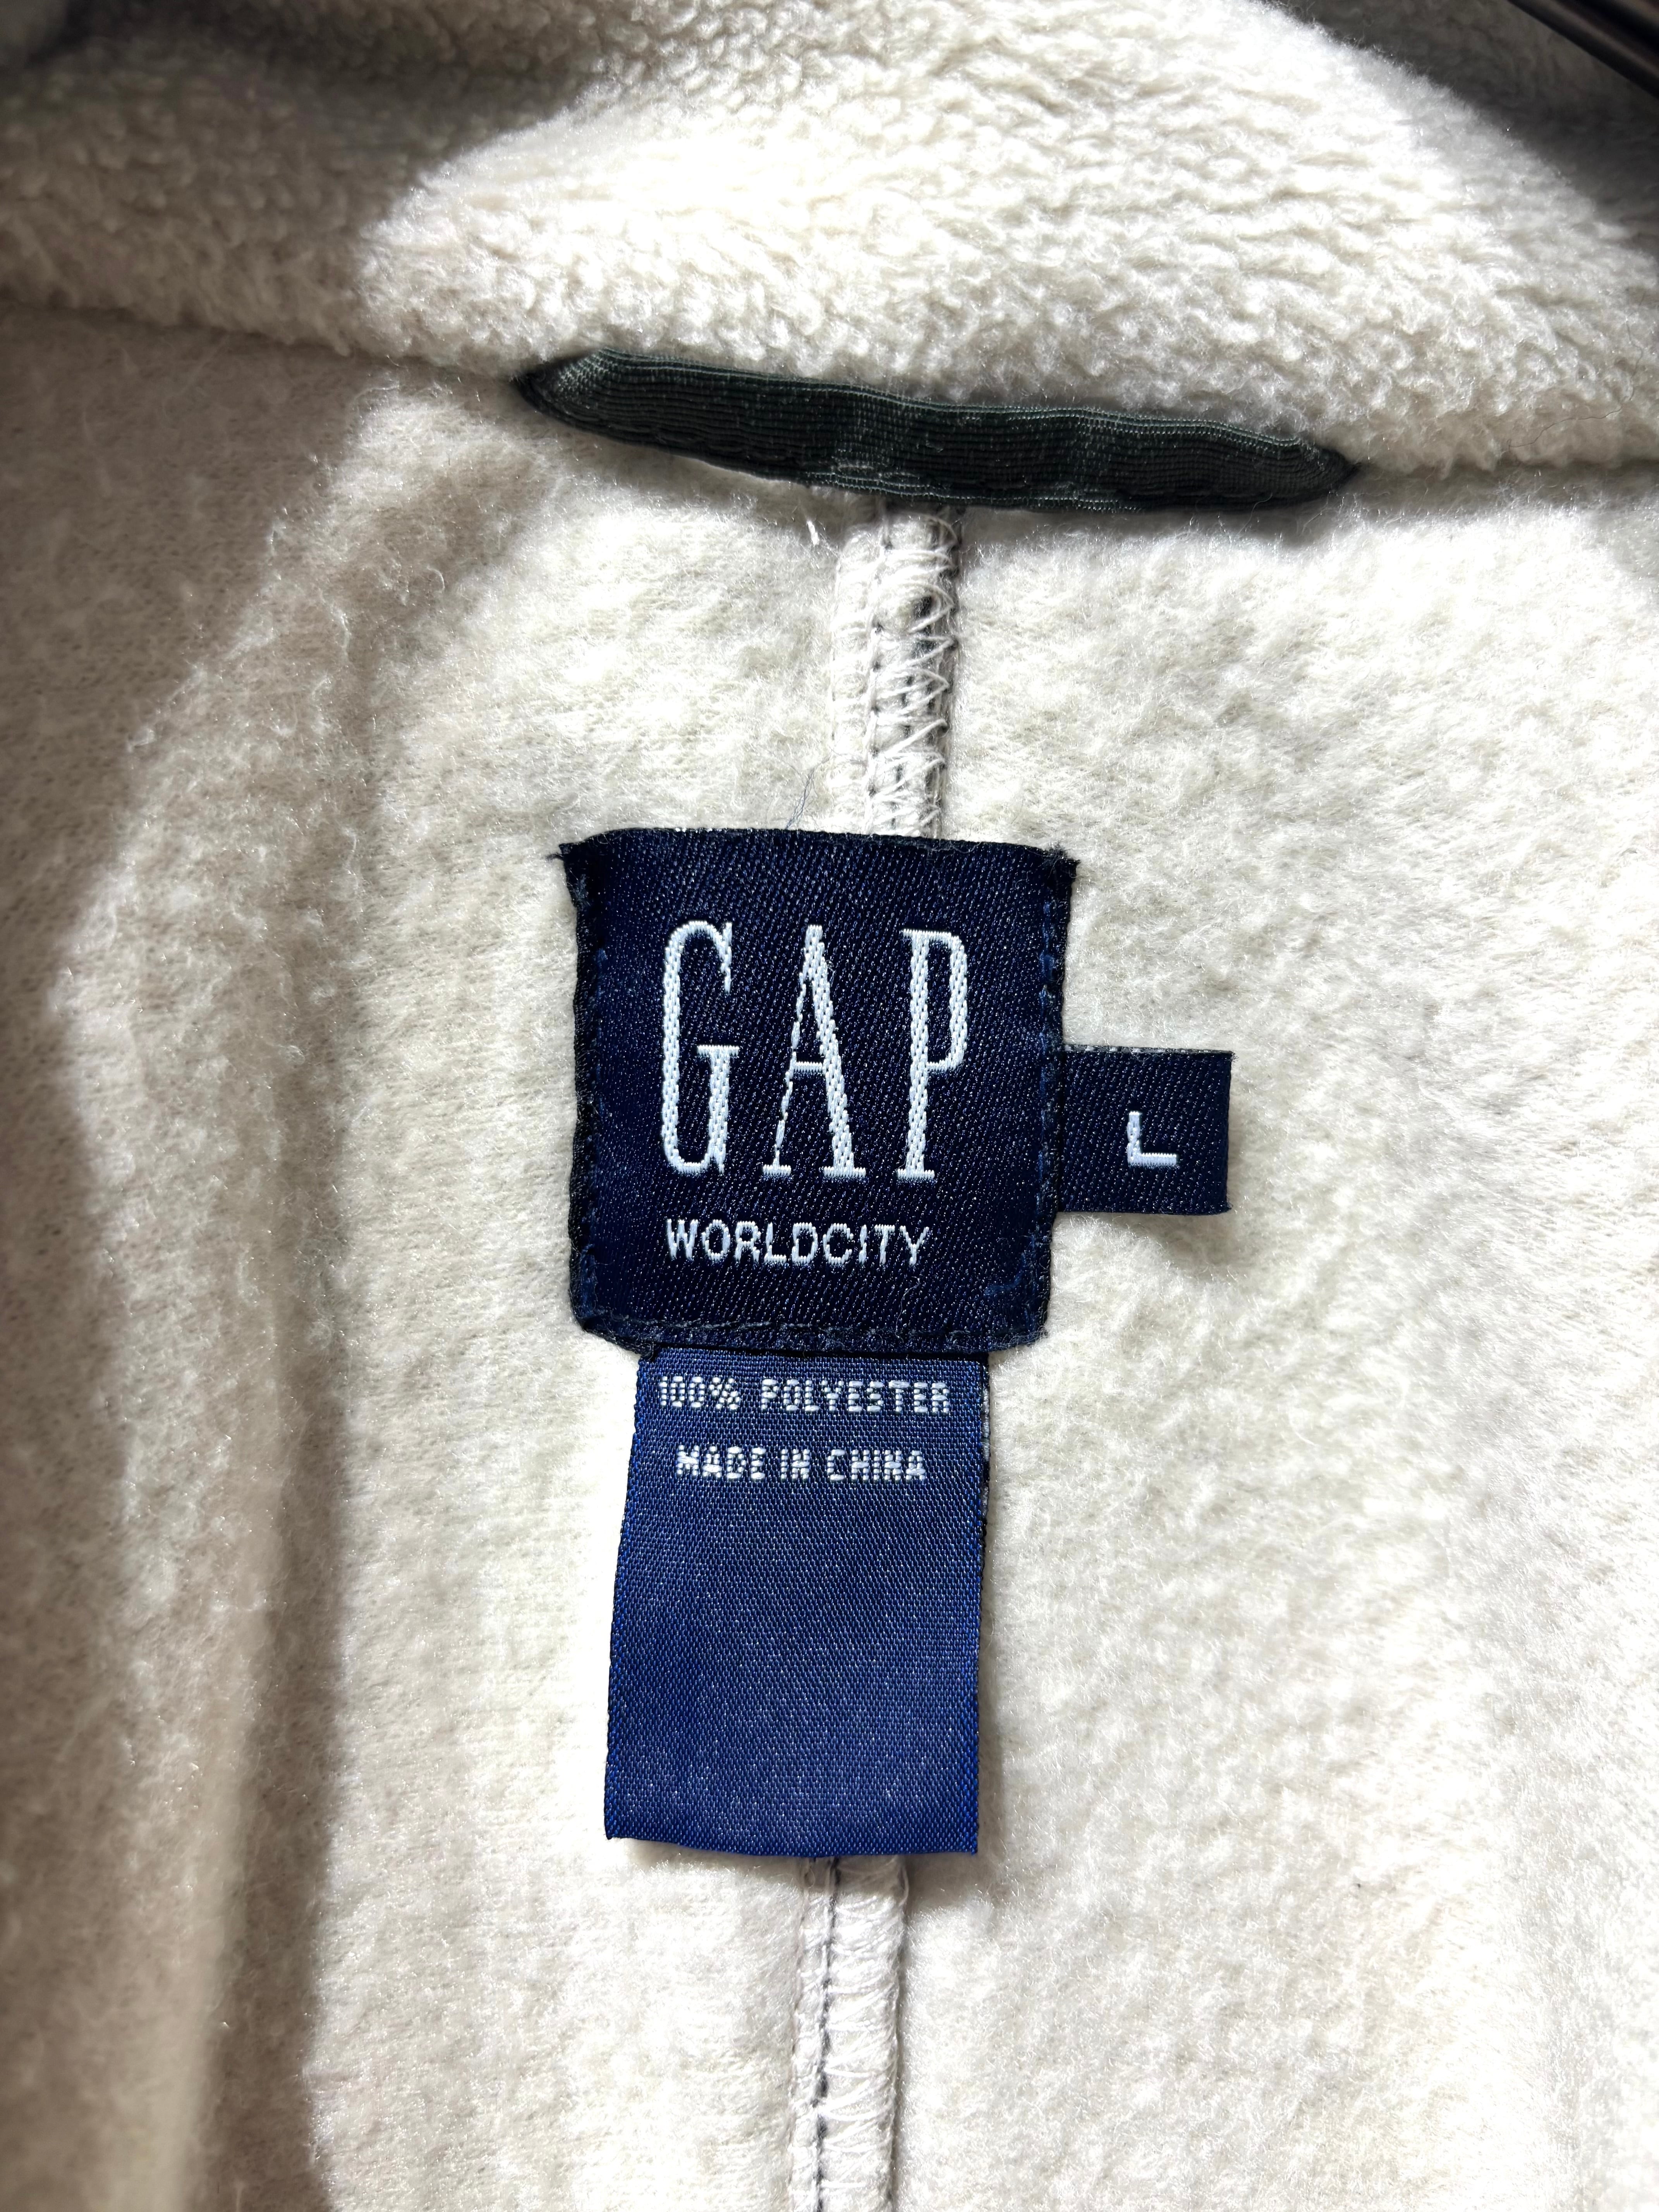 GAP
WORLDCITY
L
100% POLYESTER
MADE IN CHINA